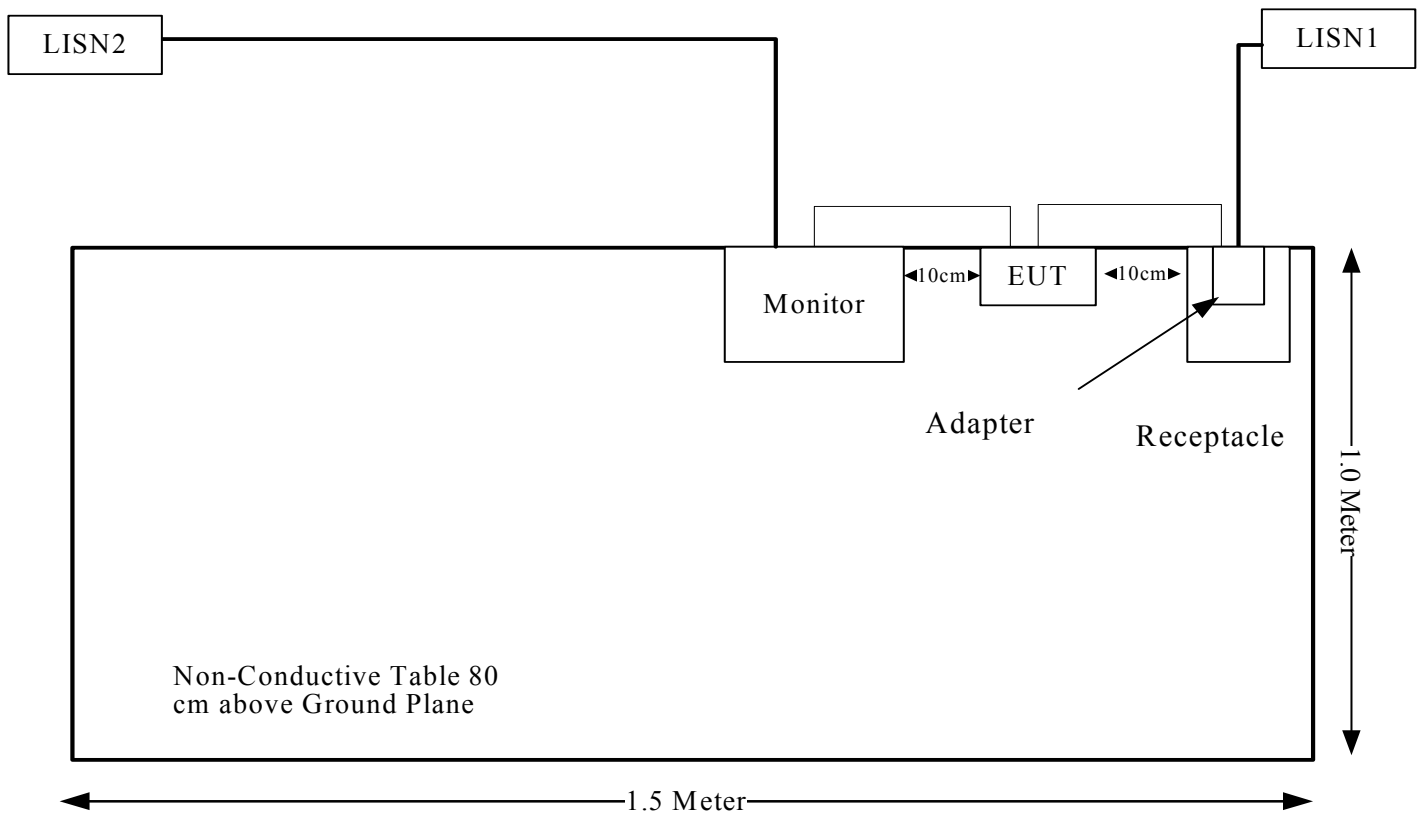 LISN2
LISN1
10cm
EUT
10cm
Monitor
Adapter
Receptacle
1.0 Meter
Non-Conductive Table 80
cm above Ground Plane
1.5 Meter